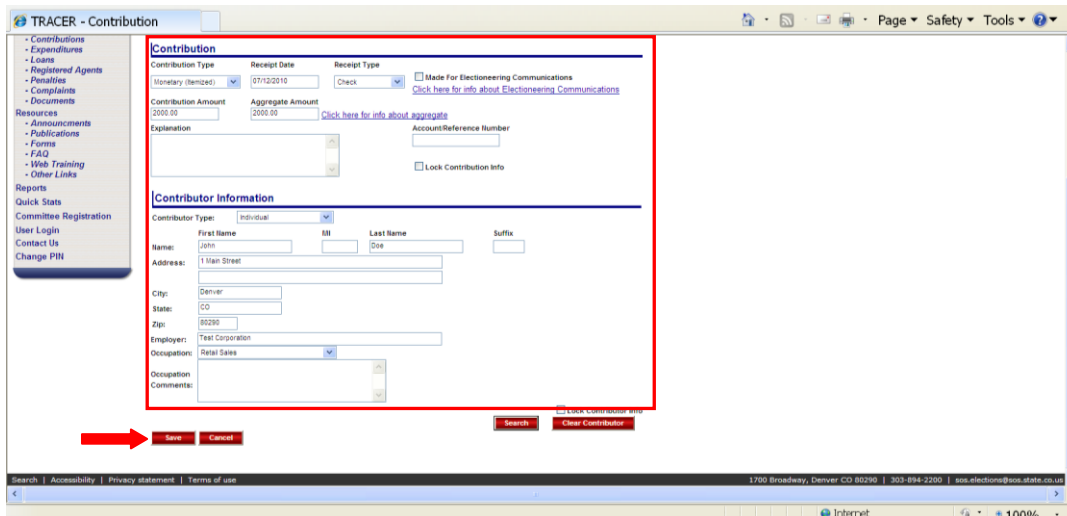 TRACER - Contribution
Page Safety Tools
- Contributions
- Expenditures
- Loans
- Registered Agents
- Penalties
- Complaints
- Documents
Resources
- Announcments
- Publications
- Forms
- FAQ
- Web Training
- Other Links
Reports
Quick Stats
Committee Registration
User Login
Contact Us
Change PIN
Contribution
Contribution Type Receipt Date Receipt Type
Monetary (Itemized) 07/12/2010 Check Made For Electioneering Communications
Click here for info about Electioneering Communications
Contribution Amount Aggregate Amount
2000.00 2000.00 Click here for info about aggregate
Explanation Account/Reference Number
Lock Contribution Info
Contributor Information
Contributor Type: Individual
First Name MI Last Name Suffix
Name: John Doe
Address: 1 Main Street
City: Denver
State: CO
Zip: 80290
Employer: Test Corporation
Occupation: Retail Sales
Occupation
Comments:
Lock Contributor Info
Search Clear Contributor
Save Cancel
Search | Accessibility | Privacy statement | Terms of use 1700 Broadway, Denver CO 80290 | 303-894-2200 | sos.elections@sos.state.co.us
Internet 100%